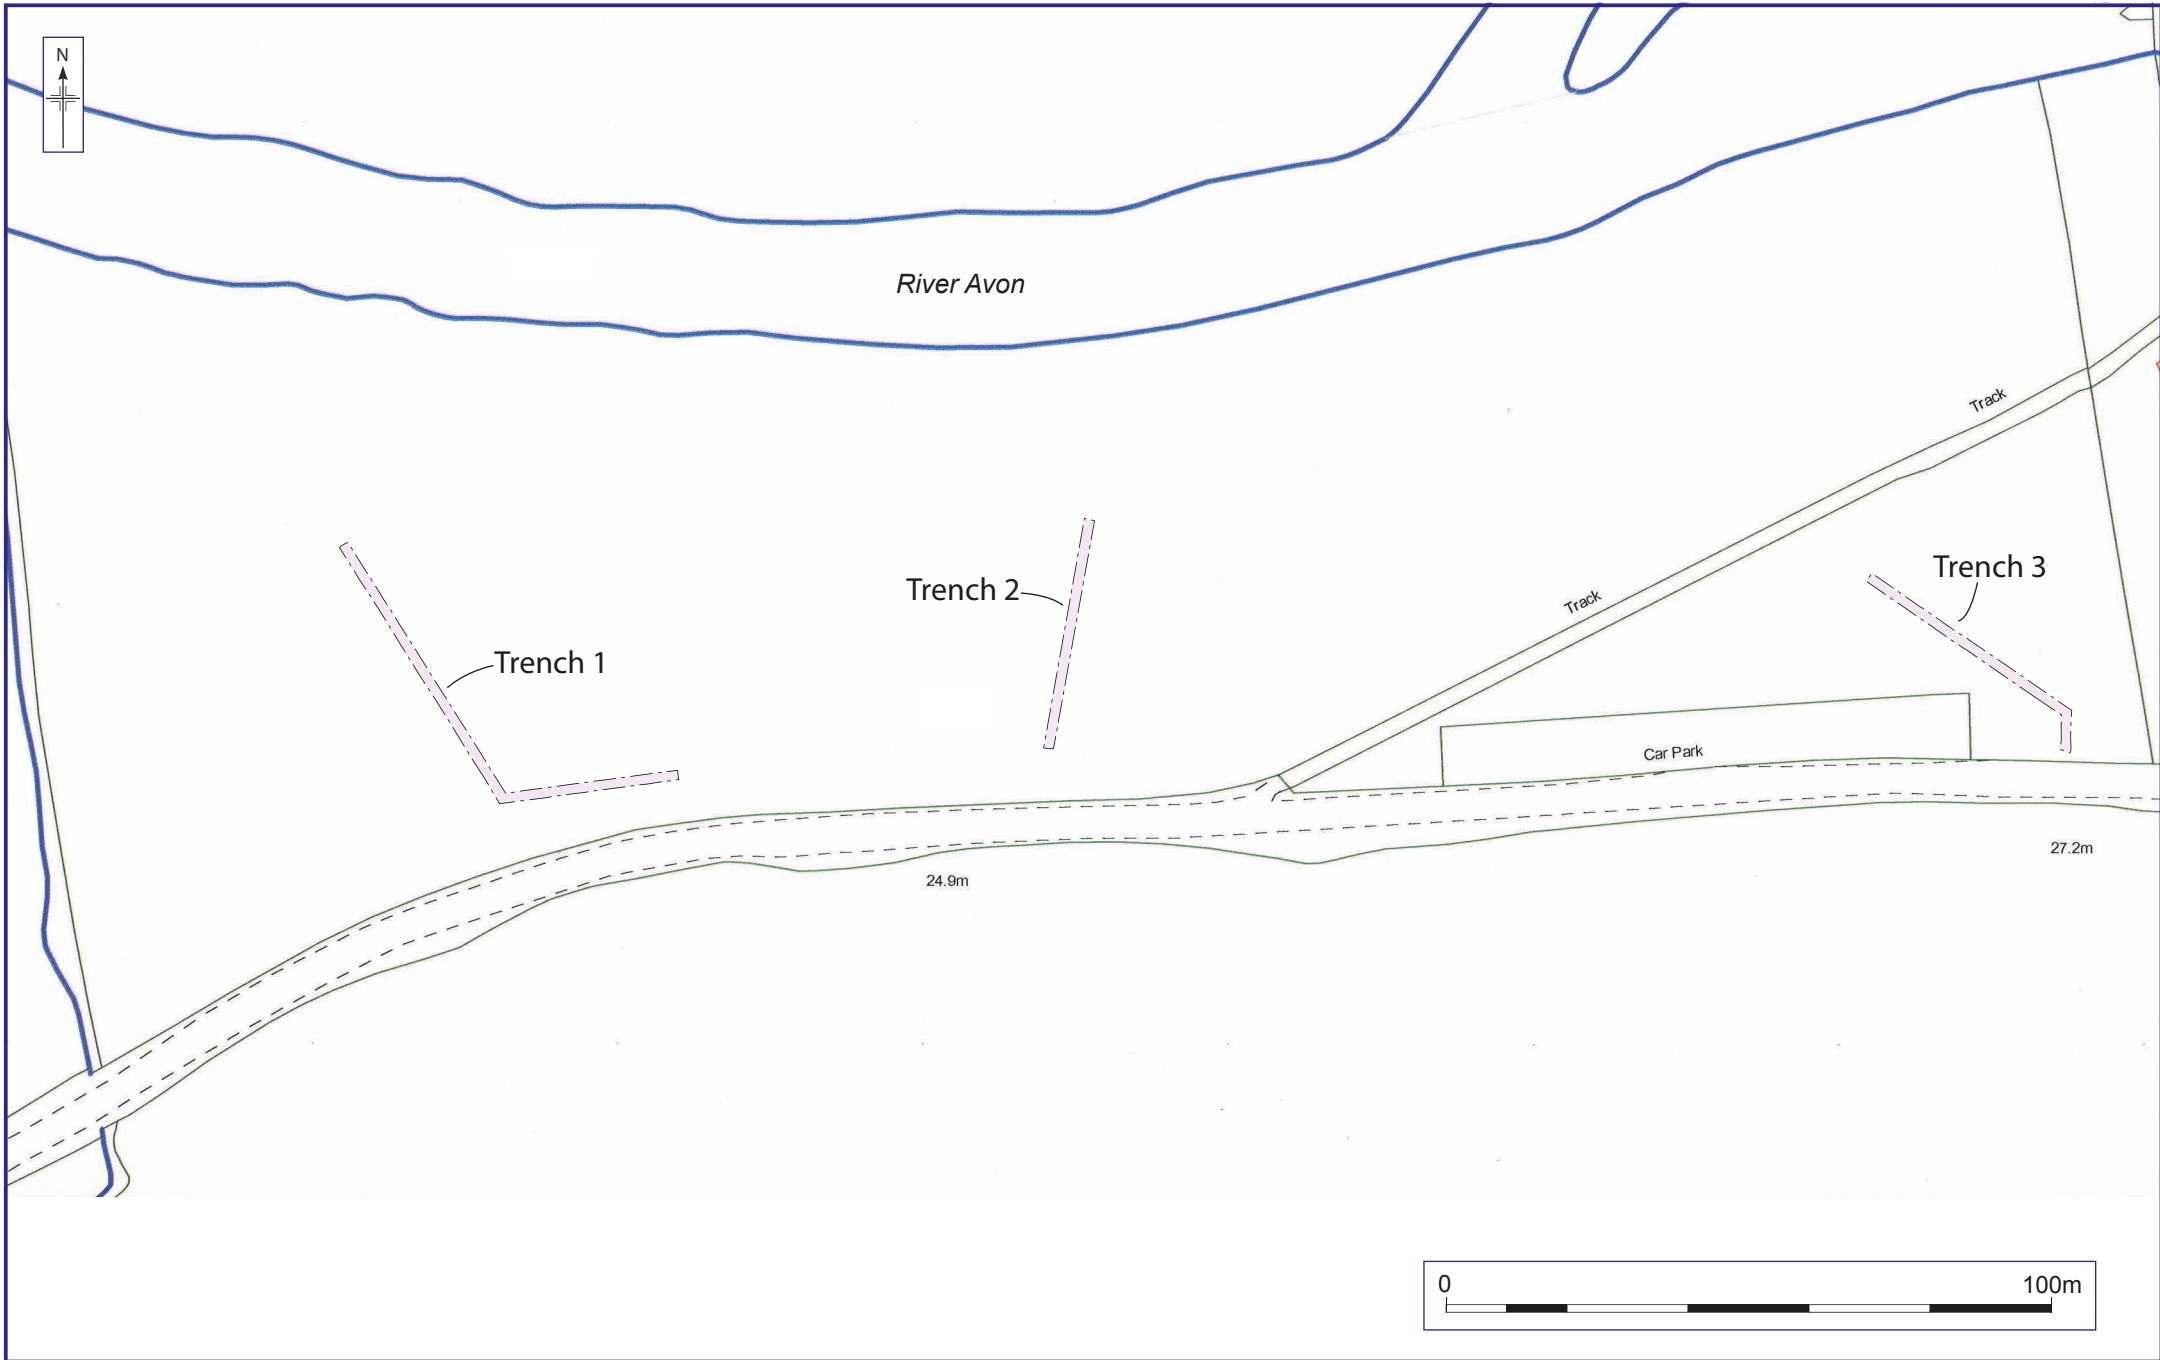 N
River Avon
Track
Trench 3
Trench 2
Track
Trench 1
Car Park
27.2m
24.9m
0 100m